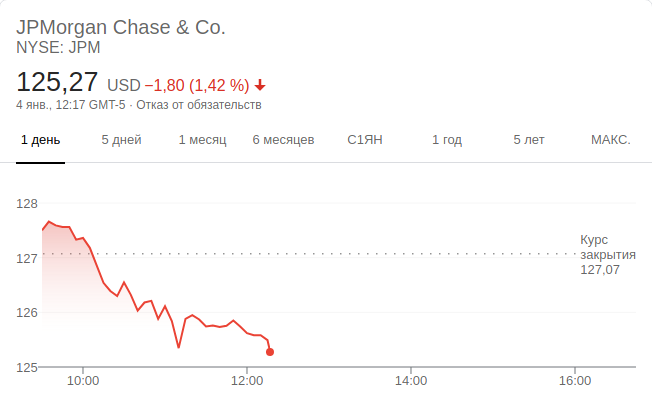 JPMorgan Chase & Co.
NYSE: JPM
125,27 USD −1,80 (1,42 %)
4 янв., 12:17 GMT-5 · Отказ от обязательств
1 день 5 дней 1 месяц 6 месяцев С1ЯН 1 год 5 лет МАКС.
128
127
126
125
Курс
закрытия
127,07
10:00 12:00 14:00 16:00